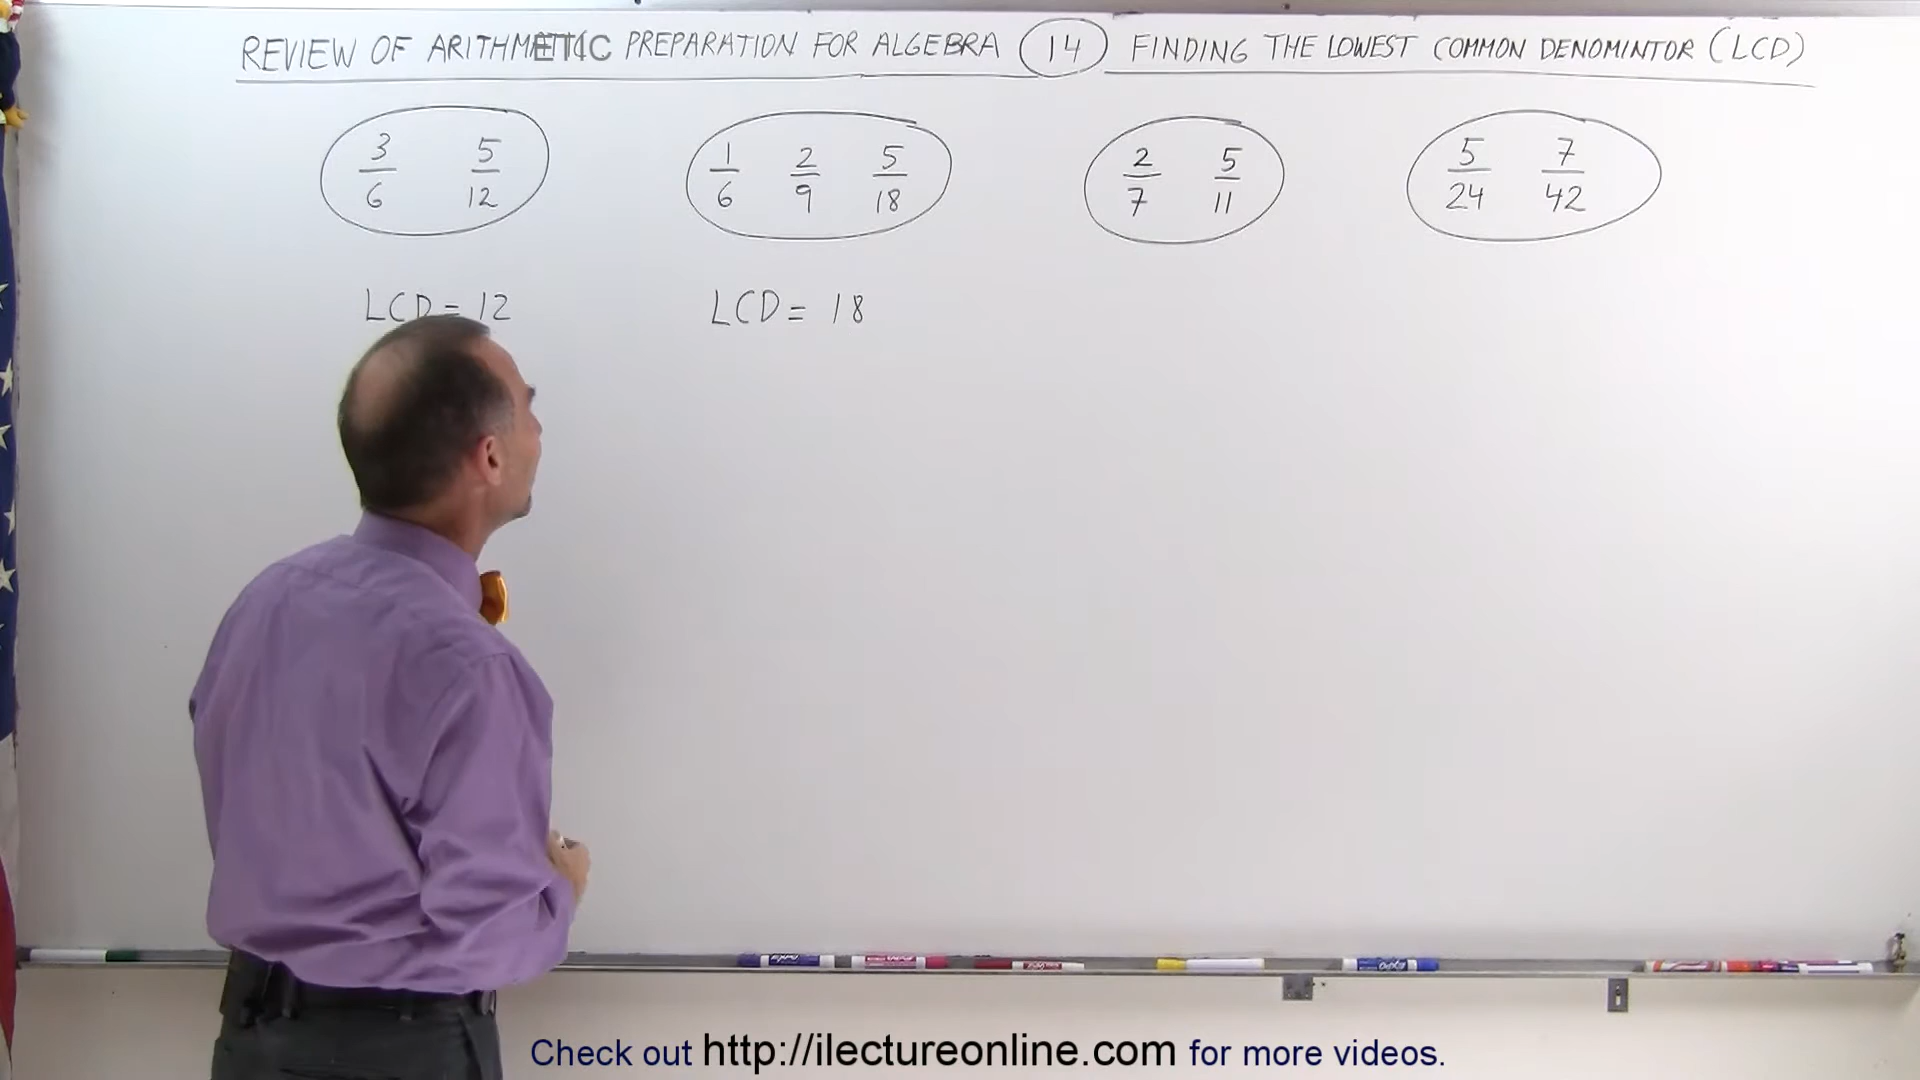 REVIEW OF ARITHMETIC PREPARATION FOR ALGEBRA 14 FINDING THE LOWEST COMMON DENOMINTOR (LCD)
3/6 5/12
1/6 2/9 5/18
2/7 5/11
5/24 7/42
LCD = 12
LCD = 18
Check out http://ilectureonline.com for more videos.